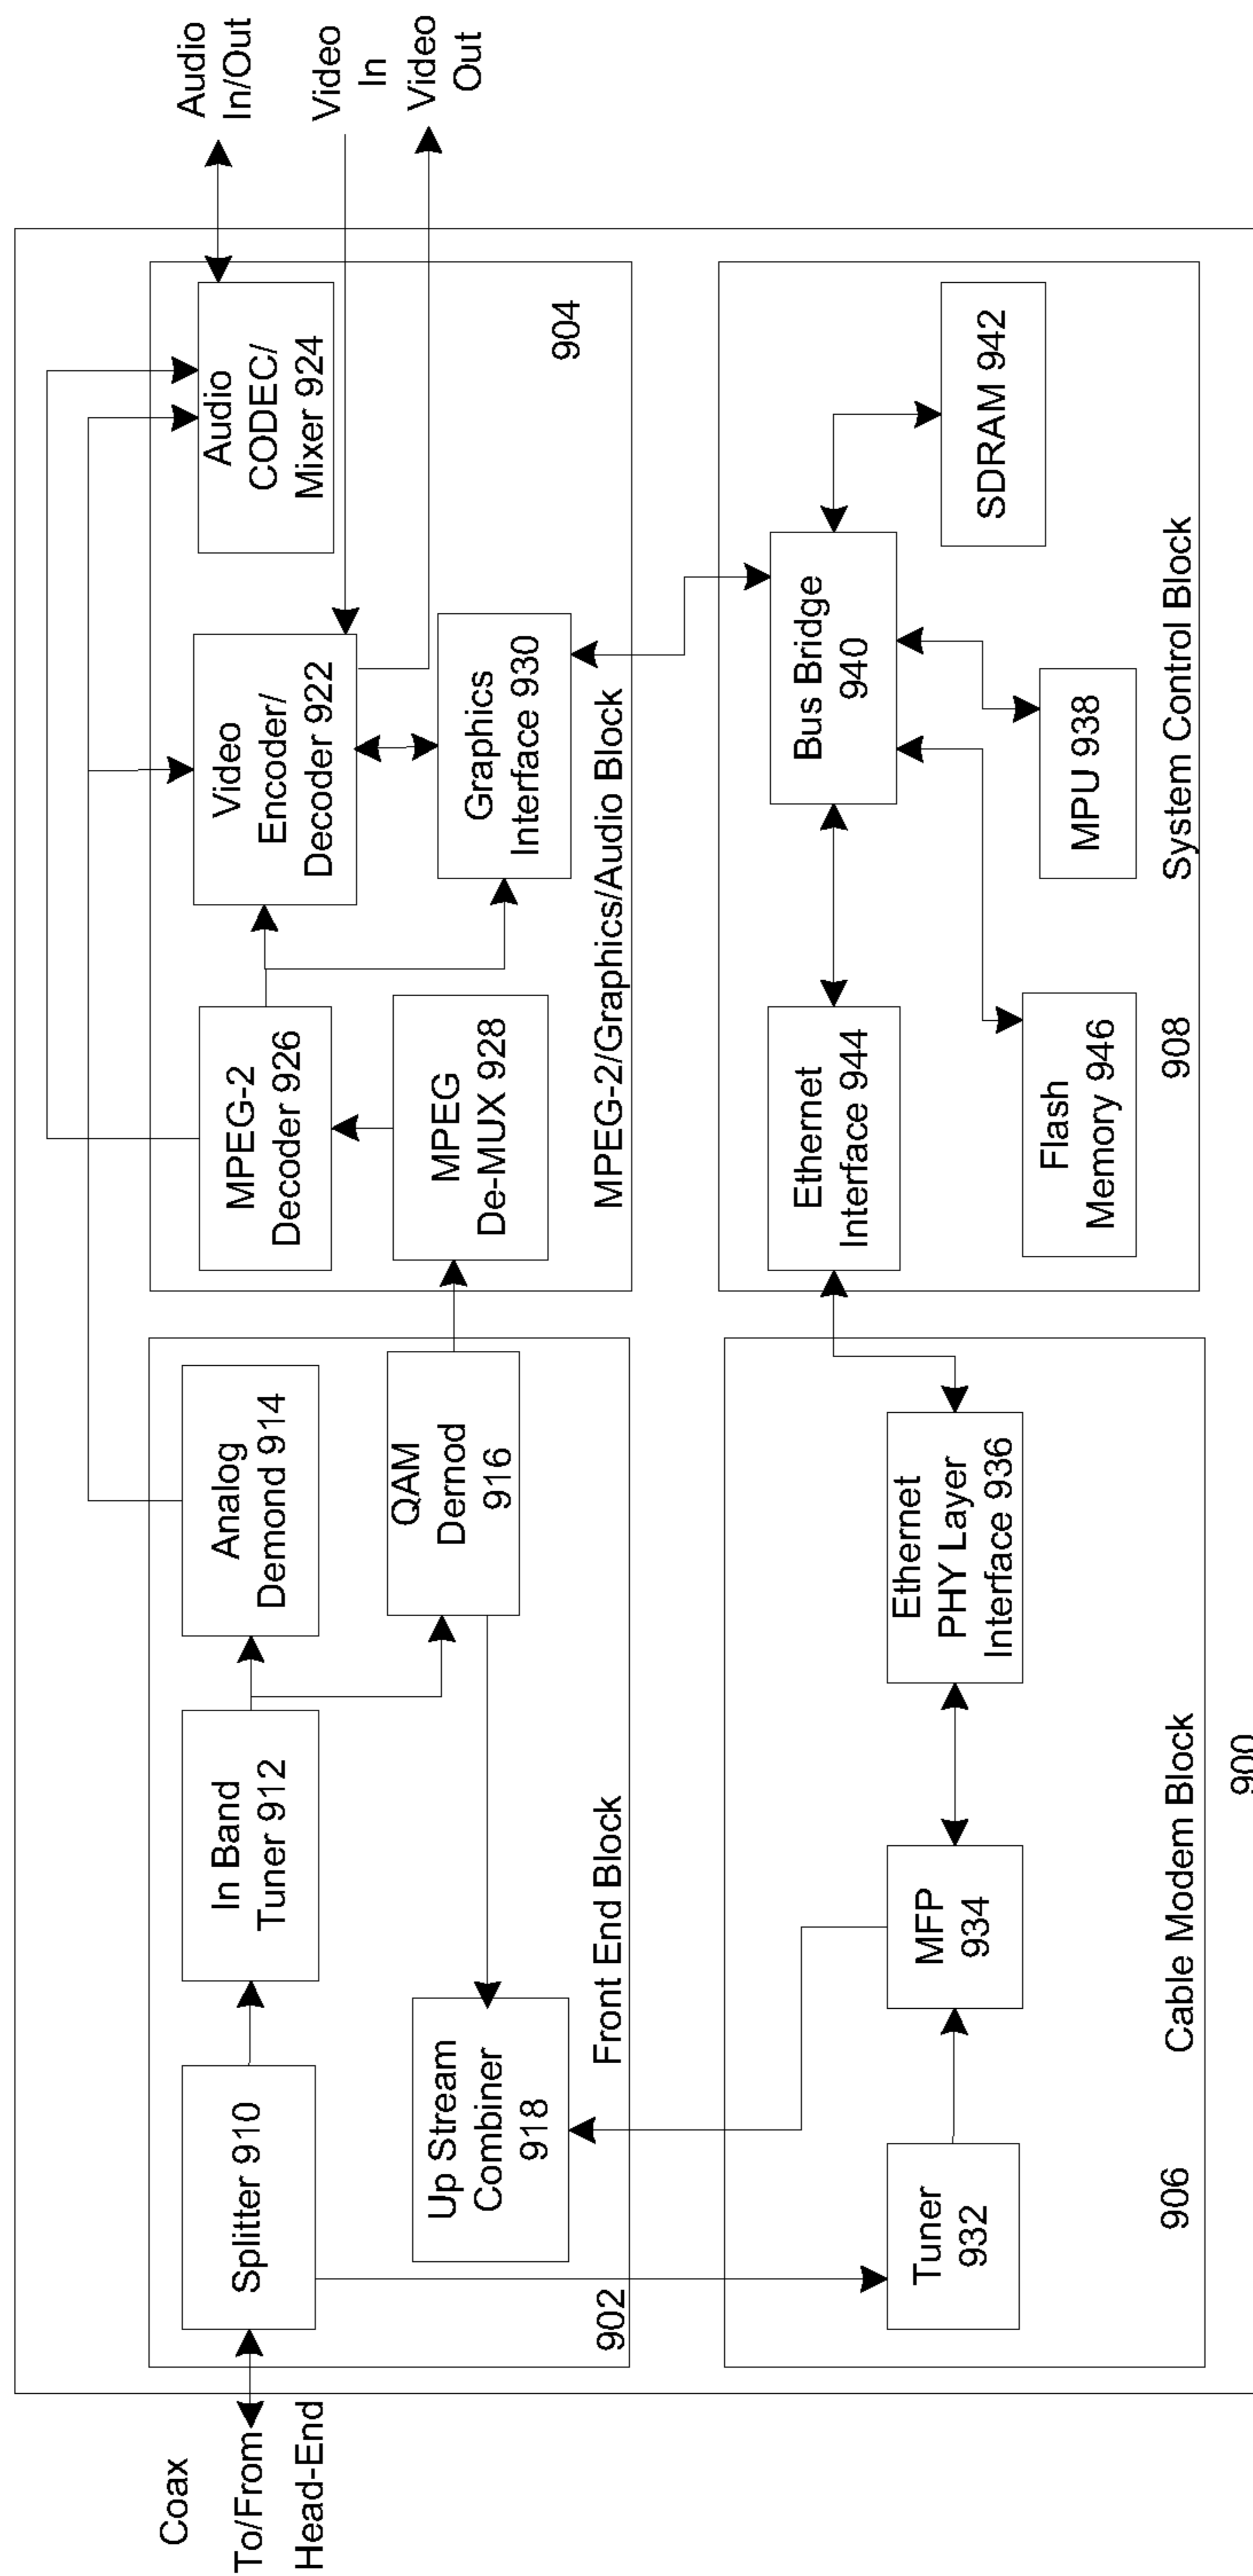 Coax
To/From
Head-End
Splitter 910
In Band
Tuner 912
Analog
Demond 914
Up Stream
Combiner
918
QAM
Dernod
916
902
Front End Block
MPEG-2
Decoder 926
Video
Encoder/
Decoder 922
Audio
CODEC/
Mixer 924
MPEG
De-MUX 928
Graphics
Interface 930
904
MPEG-2/Graphics/Audio Block
Audio
In/Out
Video
In
Video
Out
Tuner
932
MFP
934
Ethernet
PHY Layer
Interface 936
906
Cable Modem Block
Ethernet
Interface 944
Bus Bridge
940
SDRAM 942
Flash
Memory 946
MPU 938
908
System Control Block
900